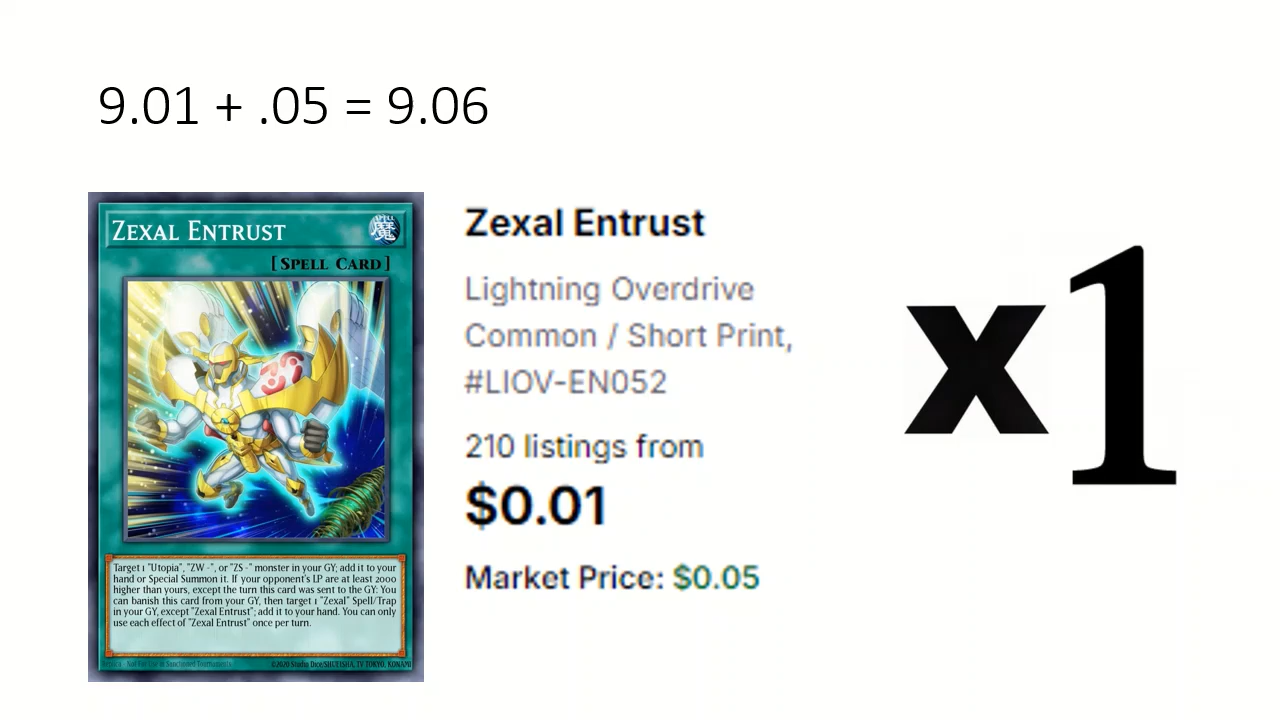 9.01 + .05 = 9.06
ZEXAL ENTRUST
魔
[SPELL CARD]
Target 1 "Utopia", "ZW -", or "ZS -" monster in your GY; add it to your
hand or Special Summon it. If your opponent's LP are at least 2000
higher than yours, except the turn this card was sent to the GY: You
can banish this card from your GY, then target 1 "Zexal" Spell/Trap
in your GY, except "Zexal Entrust"; add it to your hand. You can only
use each effect of "Zexal Entrust" once per turn.
©2020 Studio Dice/SHUEISHA, TV TOKYO, KONAMI
Zexal Entrust
Lightning Overdrive
Common / Short Print,
#LIOV-EN052
210 listings from
$0.01
Market Price: $0.05
x1